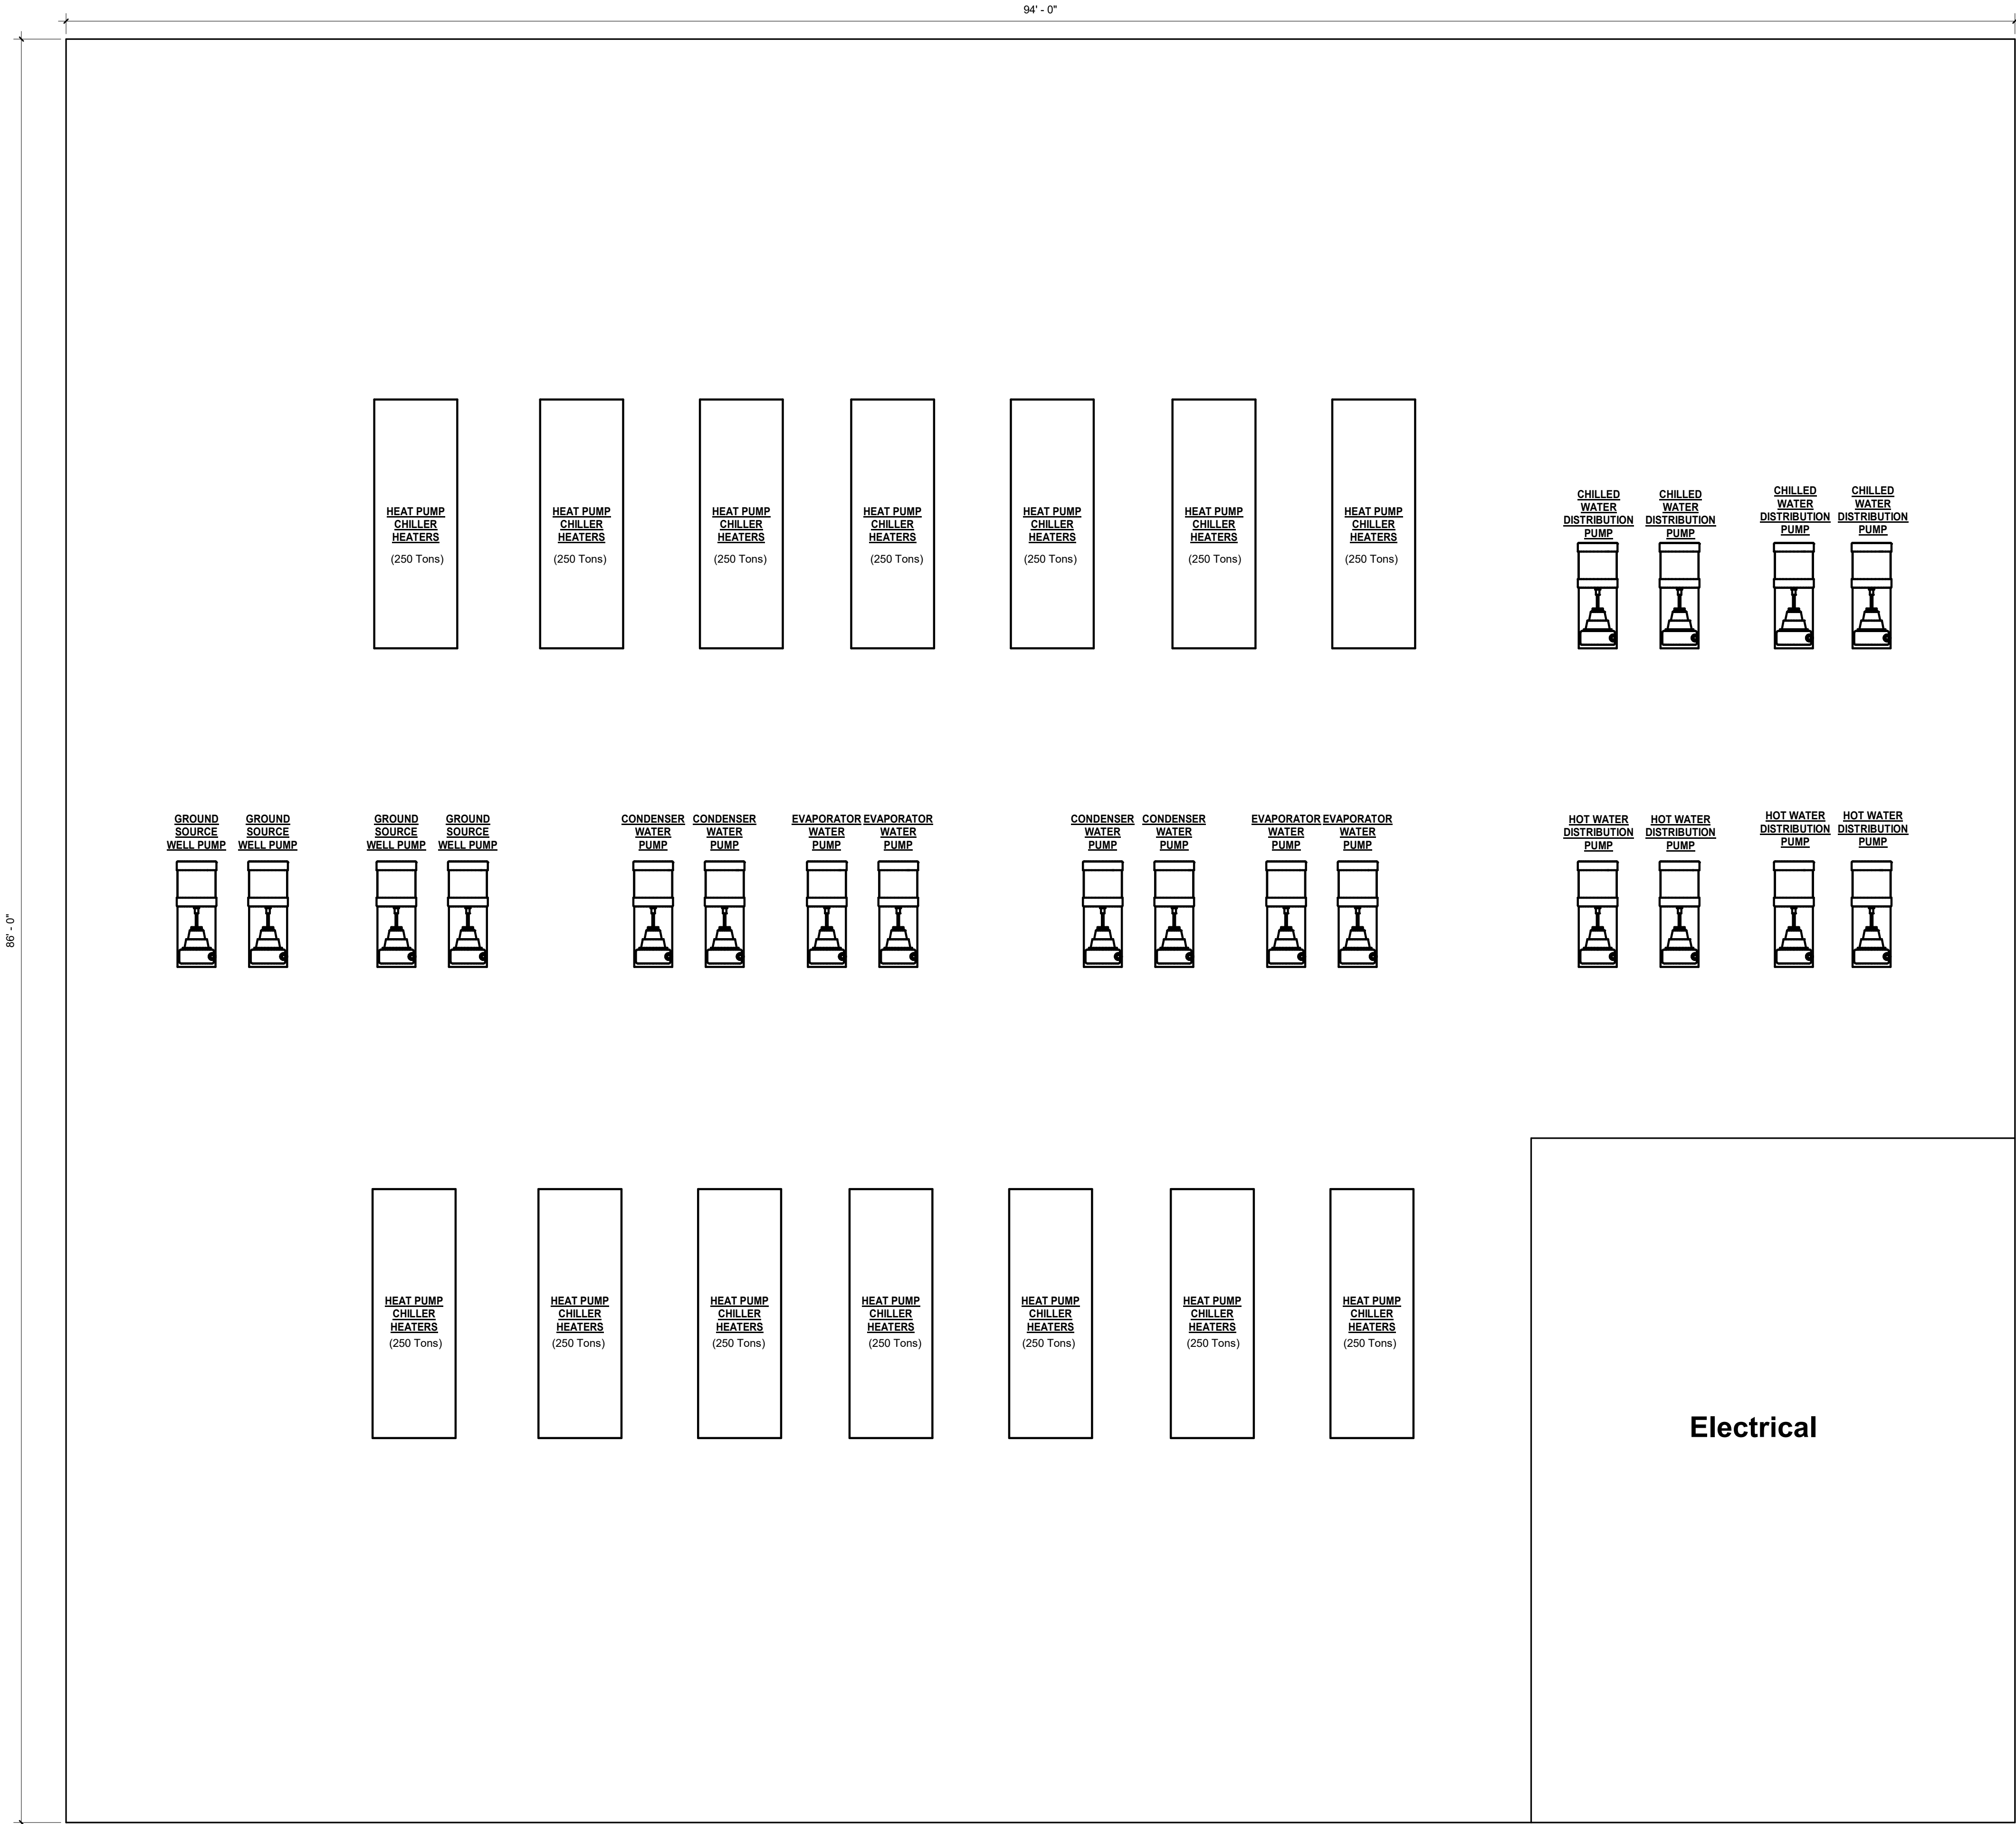 94' - 0"
HEAT PUMP
CHILLER
HEATERS
(250 Tons)
HEAT PUMP
CHILLER
HEATERS
(250 Tons)
HEAT PUMP
CHILLER
HEATERS
(250 Tons)
HEAT PUMP
CHILLER
HEATERS
(250 Tons)
HEAT PUMP
CHILLER
HEATERS
(250 Tons)
HEAT PUMP
CHILLER
HEATERS
(250 Tons)
HEAT PUMP
CHILLER
HEATERS
(250 Tons)
CHILLED
WATER
DISTRIBUTION
PUMP
CHILLED
WATER
DISTRIBUTION
PUMP
CHILLED
WATER
DISTRIBUTION
PUMP
CHILLED
WATER
DISTRIBUTION
PUMP
86' - 0"
GROUND
SOURCE
WELL PUMP
GROUND
SOURCE
WELL PUMP
GROUND
SOURCE
WELL PUMP
GROUND
SOURCE
WELL PUMP
CONDENSER
WATER
PUMP
CONDENSER
WATER
PUMP
EVAPORATOR
WATER
PUMP
EVAPORATOR
WATER
PUMP
CONDENSER
WATER
PUMP
CONDENSER
WATER
PUMP
EVAPORATOR
WATER
PUMP
EVAPORATOR
WATER
PUMP
HOT WATER
DISTRIBUTION
PUMP
HOT WATER
DISTRIBUTION
PUMP
HOT WATER
DISTRIBUTION
PUMP
HOT WATER
DISTRIBUTION
PUMP
HEAT PUMP
CHILLER
HEATERS
(250 Tons)
HEAT PUMP
CHILLER
HEATERS
(250 Tons)
HEAT PUMP
CHILLER
HEATERS
(250 Tons)
HEAT PUMP
CHILLER
HEATERS
(250 Tons)
HEAT PUMP
CHILLER
HEATERS
(250 Tons)
HEAT PUMP
CHILLER
HEATERS
(250 Tons)
HEAT PUMP
CHILLER
HEATERS
(250 Tons)
Electrical